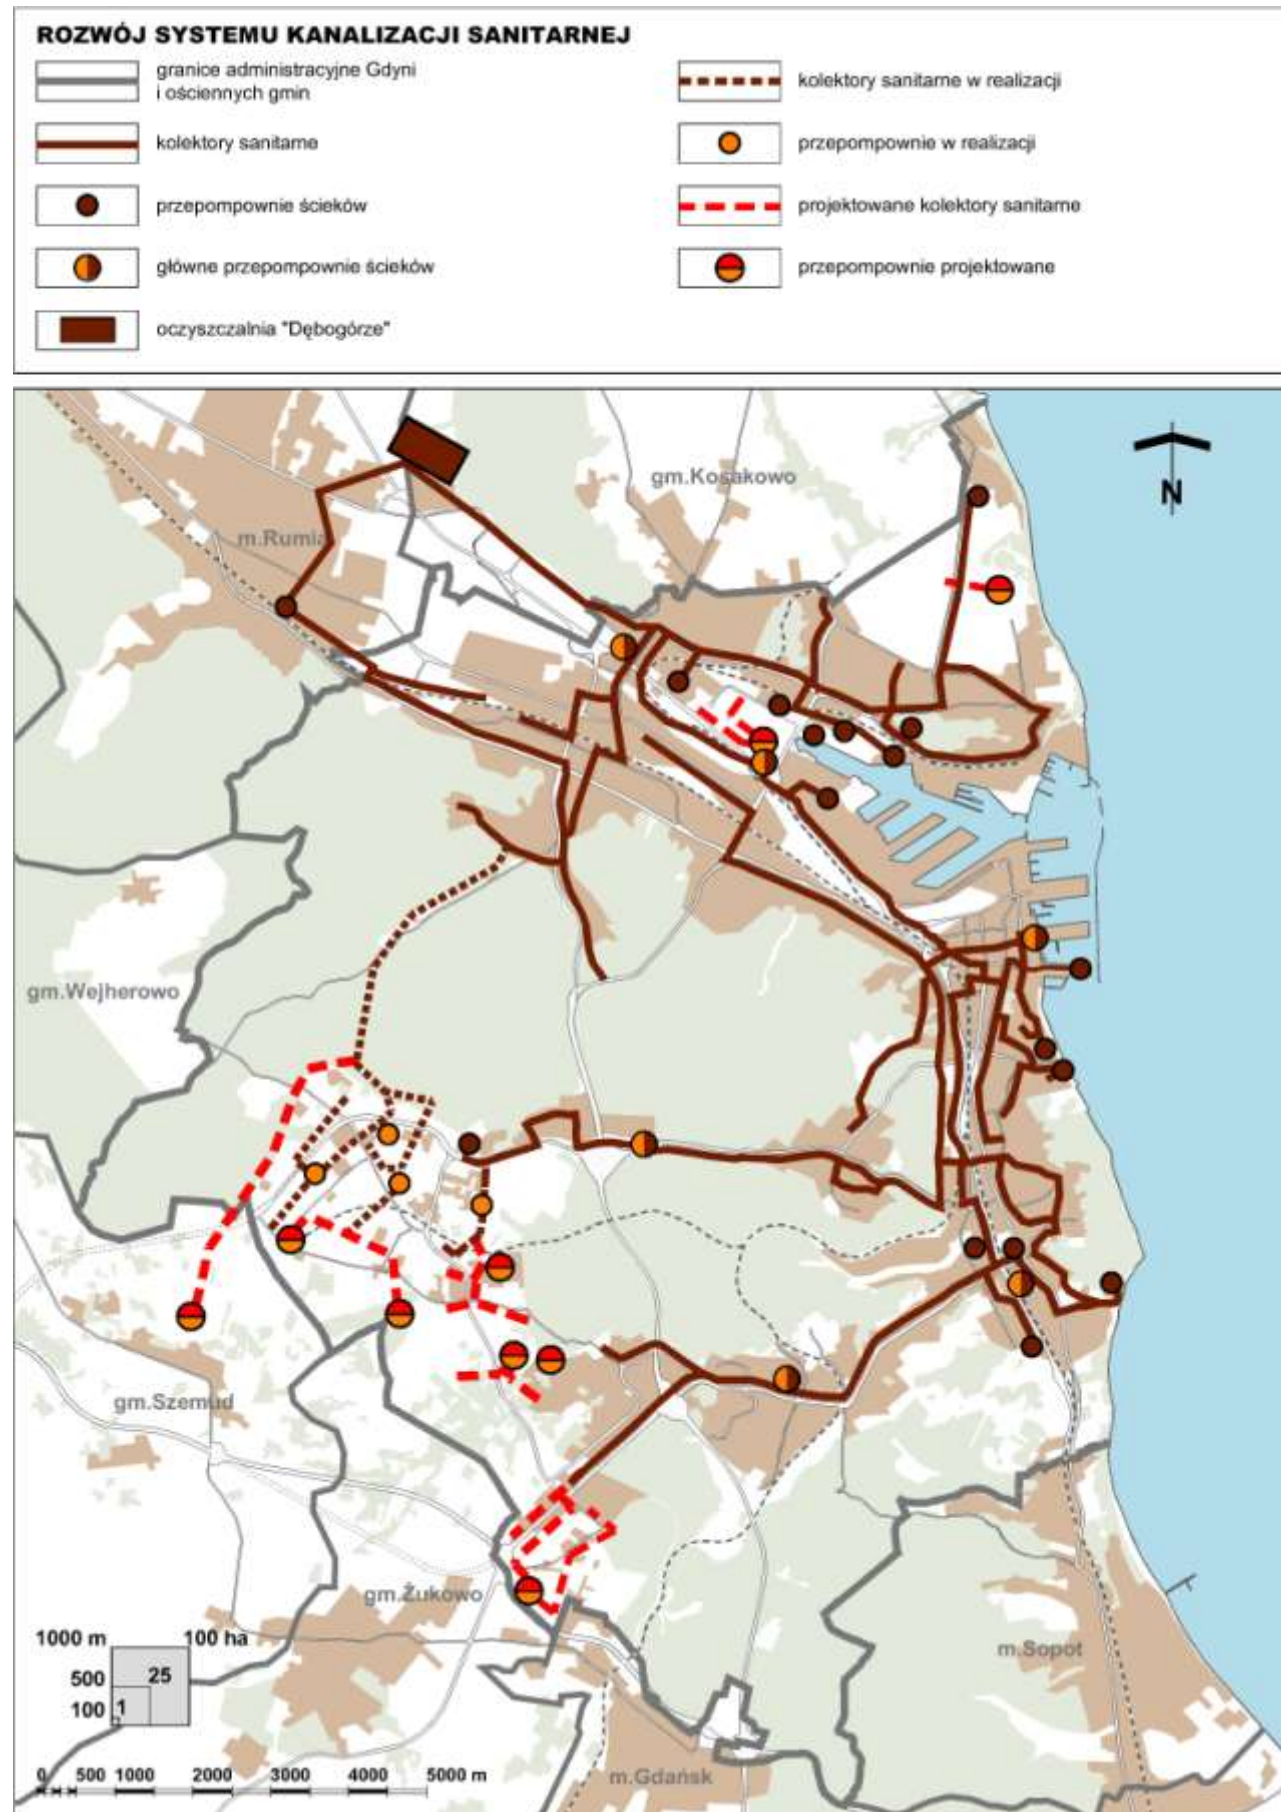 ROZWÓJ SYSTEMU KANALIZACJI SANITARNEJ
granice administracyjne Gdyni
i ościennych gmin
kolektory sanitarne
przepompownie ścieków
główne przepompownie ścieków
oczyszczalnia "Dębogórze"
kolektory sanitarne w realizacji
przepompownie w realizacji
projektowane kolektory sanitarne
przepompownie projektowane
gm.Kosakowo
N
m.Rumia
gm.Wejherowo
gm.Szemud
gm.Żukowo
m.Sopot
m.Gdańsk
1000 m 100 ha
500 25
100 1
0 500 1000 2000 3000 4000 5000 m